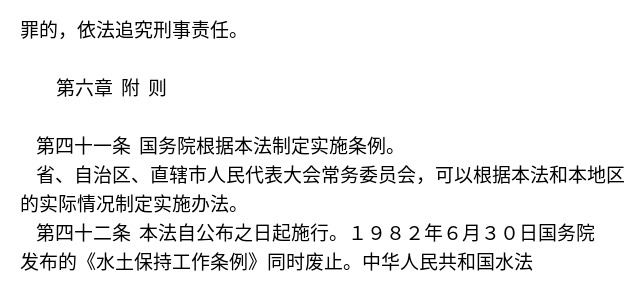 罪的，依法追究刑事责任。
第六章 附 则
第四十一条 国务院根据本法制定实施条例。
省、自治区、直辖市人民代表大会常务委员会，可以根据本法和本地区
的实际情况制定实施办法。
第四十二条 本法自公布之日起施行。１９８２年６月３０日国务院
发布的《水土保持工作条例》同时废止。中华人民共和国水法